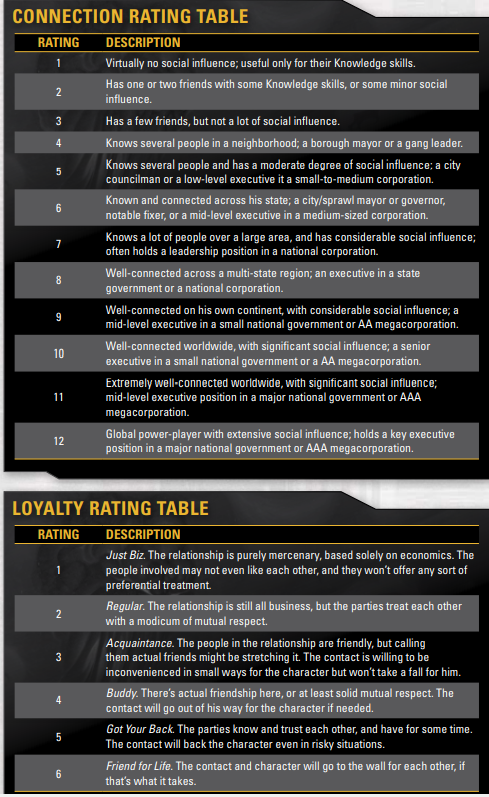 CONNECTION RATING TABLE
RATING DESCRIPTION
1 Virtually no social influence; useful only for their Knowledge skills.
2 Has one or two friends with some Knowledge skills, or some minor social
influence.
3 Has a few friends, but not a lot of social influence.
4 Knows several people in a neighborhood; a borough mayor or a gang leader.
5 Knows several people and has a moderate degree of social influence; a city
councilman or a low-level executive it a small-to-medium corporation.
6 Known and connected across his state; a city/sprawl mayor or governor,
notable fixer, or a mid-level executive in a medium-sized corporation.
7 Knows a lot of people over a large area, and has considerable social influence;
often holds a leadership position in a national corporation.
8 Well-connected across a multi-state region; an executive in a state
government or a national corporation.
9 Well-connected on his own continent, with considerable social influence; a
mid-level executive in a small national government or AA megacorporation.
10 Well-connected worldwide, with significant social influence; a senior
executive in a small national government or a AA megacorporation.
11 Extremely well-connected worldwide, with significant social influence;
mid-level executive position in a major national government or AAA
megacorporation.
12 Global power-player with extensive social influence; holds a key executive
position in a major national government or AAA megacorporation.
LOYALTY RATING TABLE
RATING DESCRIPTION
1 Just Biz. The relationship is purely mercenary, based solely on economics. The
people involved may not even like each other, and they won't offer any sort of
preferential treatment.
2 Regular. The relationship is still all business, but the parties treat each other
with a modicum of mutual respect.
3 Acquaintance. The people in the relationship are friendly, but calling
them actual friends might be stretching it. The contact is willing to be
inconvenienced in small ways for the character but won't take a fall for him.
4 Buddy. There's actual friendship here, or at least solid mutual respect. The
contact will go out of his way for the character if needed.
5 Got Your Back. The parties know and trust each other, and have for some time.
The contact will back the character even in risky situations.
6 Friend for Life. The contact and character will go to the wall for each other, if
that's what it takes.